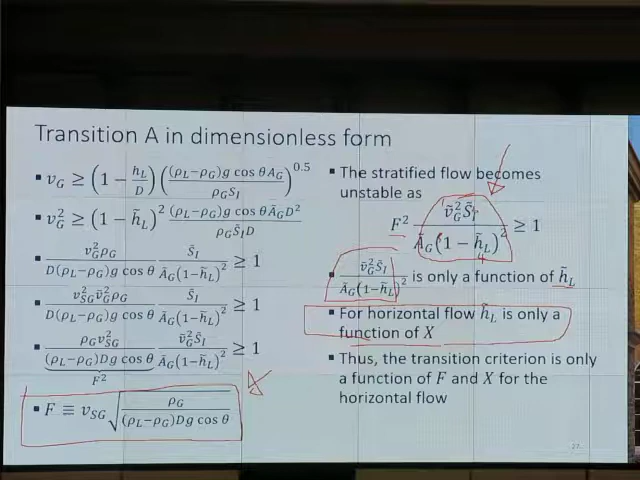 Transition A in dimensionless form
▪ v_G ≥ (1 − h_L/D) ((ρ_L−ρ_G)g cos θA_G / ρ_G S_I)^0.5
▪ v_G^2 ≥ (1 − h̃_L)^2 (ρ_L−ρ_G)g cos θÃ_G D^2 / ρ_G S̃_I D
▪ v_G^2 ρ_G / D(ρ_L−ρ_G)g cos θ S̃_I / Ã_G(1−h̃_L)^2 ≥ 1
▪ v_SG^2 ṽ_G^2 ρ_G / D(ρ_L−ρ_G)g cos θ S̃_I / Ã_G(1−h̃_L)^2 ≥ 1
▪ ρ_G v_SG^2 / (ρ_L−ρ_G)Dg cos θ ṽ_G^2 S̃_I / Ã_G(1−h̃_L)^2 ≥ 1
F^2
▪ F ≡ v_SG √(ρ_G / (ρ_L−ρ_G)Dg cos θ)
▪ The stratified flow becomes
unstable as
F^2 ṽ_G^2 S̃_I / Ã_G(1 − h̃_L)^2 ≥ 1
▪ ṽ_G^2 S̃_I / Ã_G(1−h̃_L)^2 is only a function of h̃_L
▪ For horizontal flow h̃_L is only a
function of X
▪ Thus, the transition criterion is only
a function of F and X for the
horizontal flow
27